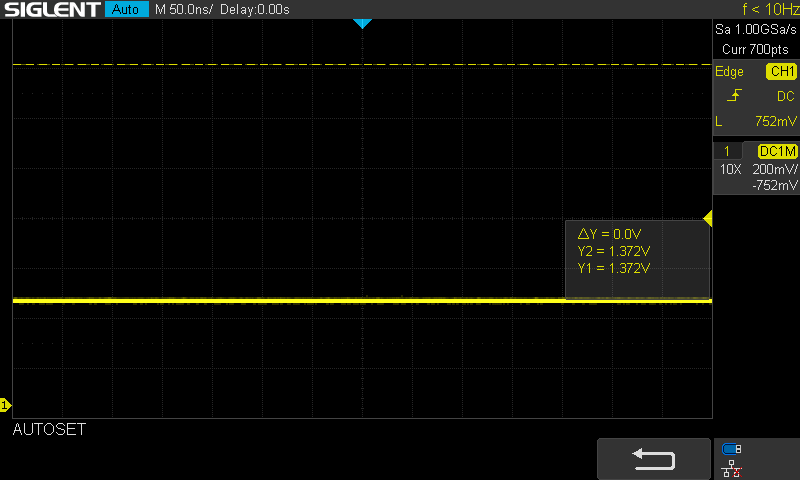 SIGLENT Auto M 50.0ns/ Delay:0.00s f < 10Hz
Sa 1.00GSa/s
Curr 700pts
Edge CH1
DC
L 752mV
1 DC1M
10X 200mV/
-752mV
△Y = 0.0V
Y2 = 1.372V
Y1 = 1.372V
1
AUTOSET